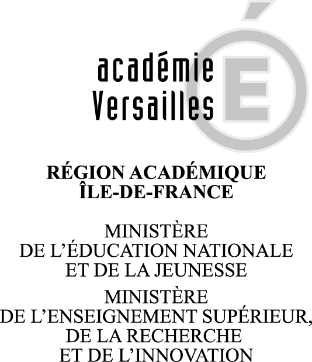 académie
Versailles
É
RÉGION ACADÉMIQUE
ÎLE-DE-FRANCE
MINISTÈRE
DE L'ÉDUCATION NATIONALE
ET DE LA JEUNESSE
MINISTÈRE
DE L'ENSEIGNEMENT SUPÉRIEUR,
DE LA RECHERCHE
ET DE L'INNOVATION